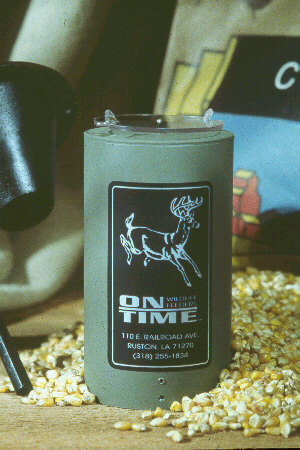 C
ON WILDLIFE
FEEDERS
TIME
110 E. RAILROAD AVE.
RUSTON, LA 71270
(318) 255-1834